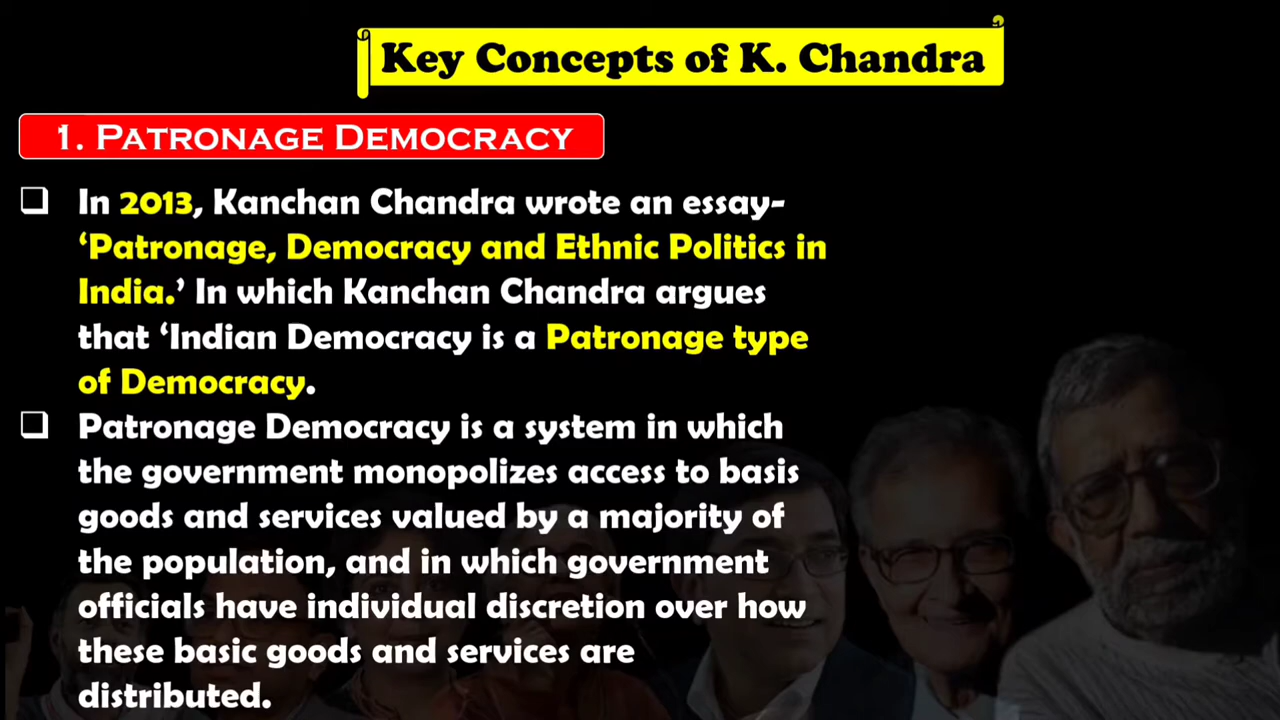 Key Concepts of K. Chandra
1. PATRONAGE DEMOCRACY
❑ In 2013, Kanchan Chandra wrote an essay-
‘Patronage, Democracy and Ethnic Politics in
India.’ In which Kanchan Chandra argues
that ‘Indian Democracy is a Patronage type
of Democracy.
❑ Patronage Democracy is a system in which
the government monopolizes access to basis
goods and services valued by a majority of
the population, and in which government
officials have individual discretion over how
these basic goods and services are
distributed.